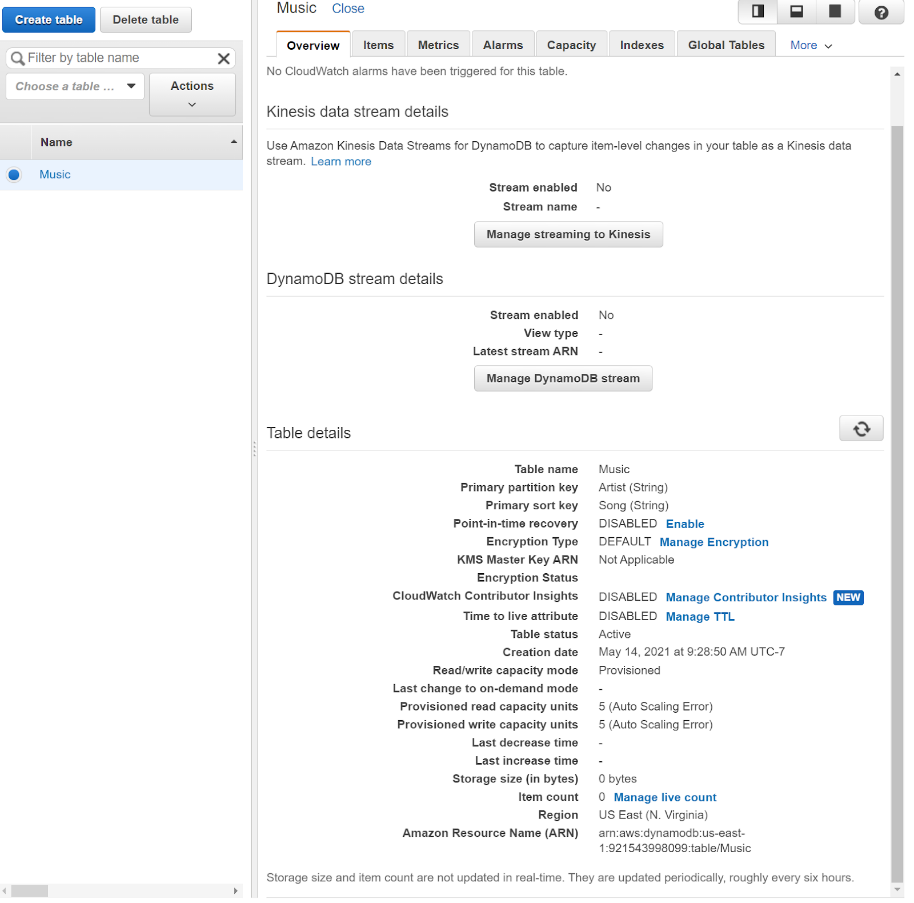 Create table
Delete table
Filter by table name
Choose a table ...
Actions
Name
Music
Music Close
Overview Items Metrics Alarms Capacity Indexes Global Tables More
No CloudWatch alarms have been triggered for this table.
Kinesis data stream details
Use Amazon Kinesis Data Streams for DynamoDB to capture item-level changes in your table as a Kinesis data
stream. Learn more
Stream enabled No
Stream name -
Manage streaming to Kinesis
DynamoDB stream details
Stream enabled No
View type -
Latest stream ARN -
Manage DynamoDB stream
Table details
Table name Music
Primary partition key Artist (String)
Primary sort key Song (String)
Point-in-time recovery DISABLED Enable
Encryption Type DEFAULT Manage Encryption
KMS Master Key ARN Not Applicable
Encryption Status
CloudWatch Contributor Insights DISABLED Manage Contributor Insights NEW
Time to live attribute DISABLED Manage TTL
Table status Active
Creation date May 14, 2021 at 9:28:50 AM UTC-7
Read/write capacity mode Provisioned
Last change to on-demand mode -
Provisioned read capacity units 5 (Auto Scaling Error)
Provisioned write capacity units 5 (Auto Scaling Error)
Last decrease time -
Last increase time -
Storage size (in bytes) 0 bytes
Item count 0 Manage live count
Region US East (N. Virginia)
Amazon Resource Name (ARN) arn:aws:dynamodb:us-east-
1:921543998099:table/Music
Storage size and item count are not updated in real-time. They are updated periodically, roughly every six hours.